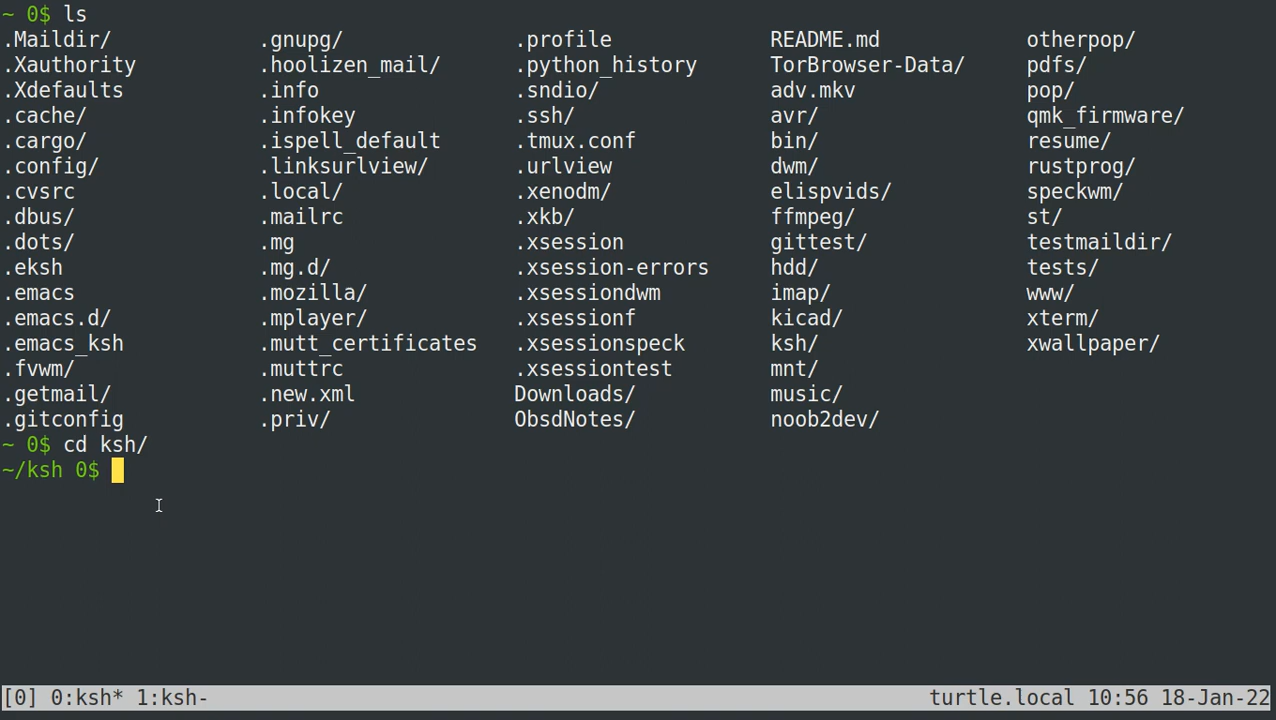 ~ 0$ ls
.Maildir/ .gnupg/ .profile README.md otherpop/
.Xauthority .hoolizen_mail/ .python_history TorBrowser-Data/ pdfs/
.Xdefaults .info .sndio/ adv.mkv pop/
.cache/ .infokey .ssh/ avr/ qmk_firmware/
.cargo/ .ispell_default .tmux.conf bin/ resume/
.config/ .linksurlview/ .urlview dwm/ rustprog/
.cvsrc .local/ .xenodm/ elispvids/ speckwm/
.dbus/ .mailrc .xkb/ ffmpeg/ st/
.dots/ .mg .xsession gittest/ testmaildir/
.eksh .mg.d/ .xsession-errors hdd/ tests/
.emacs .mozilla/ .xsessiondwm imap/ www/
.emacs.d/ .mplayer/ .xsessionf kicad/ xterm/
.emacs_ksh .mutt_certificates .xsessionspeck ksh/ xwallpaper/
.fvwm/ .muttrc .xsessiontest mnt/
.getmail/ .new.xml Downloads/ music/
.gitconfig .priv/ ObsdNotes/ noob2dev/
~ 0$ cd ksh/
~/ksh 0$
[0] 0:ksh* 1:ksh- turtle.local 10:56 18-Jan-22